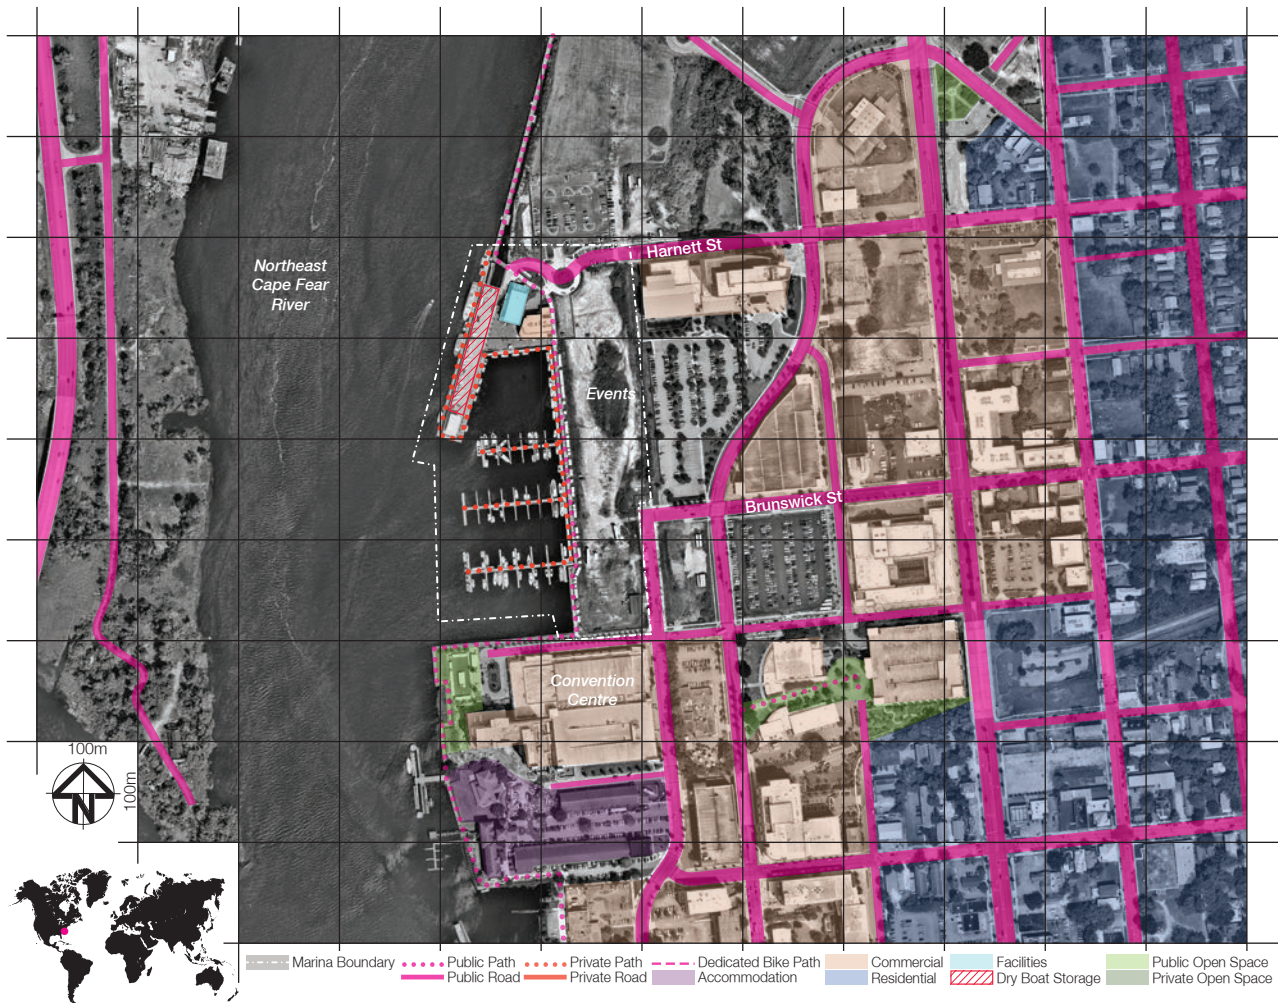 Harnett St
Northeast
Cape Fear
River
Events
Brunswick St
Convention
Centre
100m
100m
N
Marina Boundary
Public Path
Public Road
Private Path
Private Road
Dedicated Bike Path
Accommodation
Commercial
Residential
Facilities
Dry Boat Storage
Public Open Space
Private Open Space